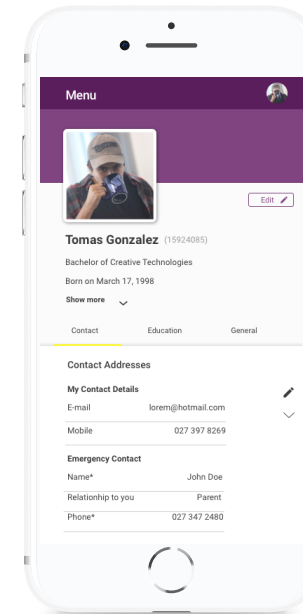 Menu
Edit
Tomas Gonzalez (15924085)
Bachelor of Creative Technologies
Born on March 17, 1998
Show more
Contact Education General
Contact Addresses
My Contact Details
E-mail lorem@hotmail.com
Mobile 027 397 8269
Emergency Contact
Name* John Doe
Relationship to you Parent
Phone* 027 347 2480